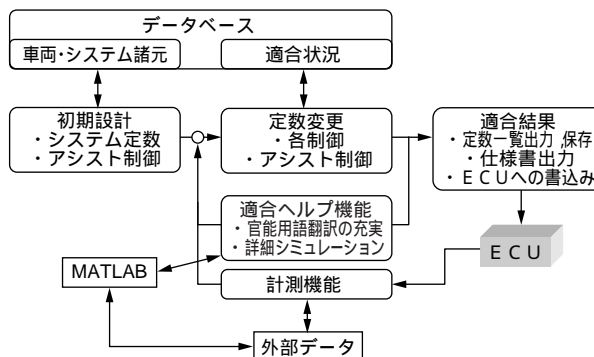 データベース
車両・システム諸元
適合状況
初期設計
・システム定数
・アシスト制御
定数変更
・各制御
・アシスト制御
適合結果
・定数一覧出力,保存
・仕様書出力
・ECUへの書込み
適合ヘルプ機能
・官能用語翻訳の充実
・詳細シミュレーション
ECU
MATLAB
計測機能
外部データ